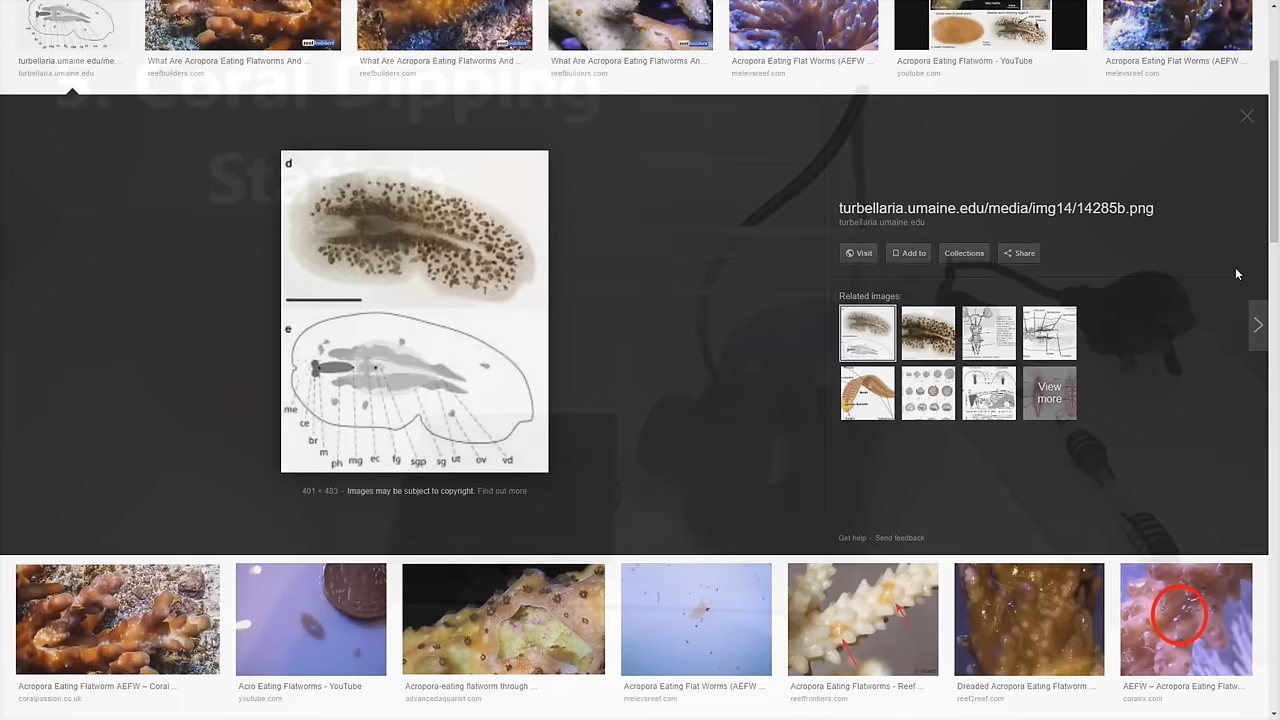 turbellaria.umaine.edu/me...
turbellaria.umaine.edu
What Are Acropora Eating Flatworms And ...
reefbuilders.com
What Are Acropora Eating Flatworms And ...
reefbuilders.com
What Are Acropora Eating Flatworms An...
reefbuilders.com
Acropora Eating Flat Worms (AEFW ...
melevsreef.com
Acropora Eating Flatworm - YouTube
youtube.com
Acropora Eating Flat Worms (AEFW ...
melevsreef.com
5. Coral Dipping
Station
d
e
me
ce
br
m
ph
mg
ec
fg
sgp
sg
ut
ov
vd
401 × 483 - Images may be subject to copyright. Find out more
turbellaria.umaine.edu/media/img14/14285b.png
turbellaria.umaine.edu
Visit
Add to
Collections
Share
Related images:
View
more
Get help - Send feedback
Acropora Eating Flatworm AEFW – Coral ...
coralpassion.co.uk
Acro Eating Flatworms - YouTube
youtube.com
Acropora-eating flatworm through ...
advancedaquarist.com
Acropora Eating Flat Worms (AEFW ...
melevsreef.com
Acropora Eating Flatworms - Reef ...
reeffrontiers.com
Dreaded Acropora Eating Flatworm ...
reef2reef.com
AEFW – Acropora Eating Flatw...
coralrx.com